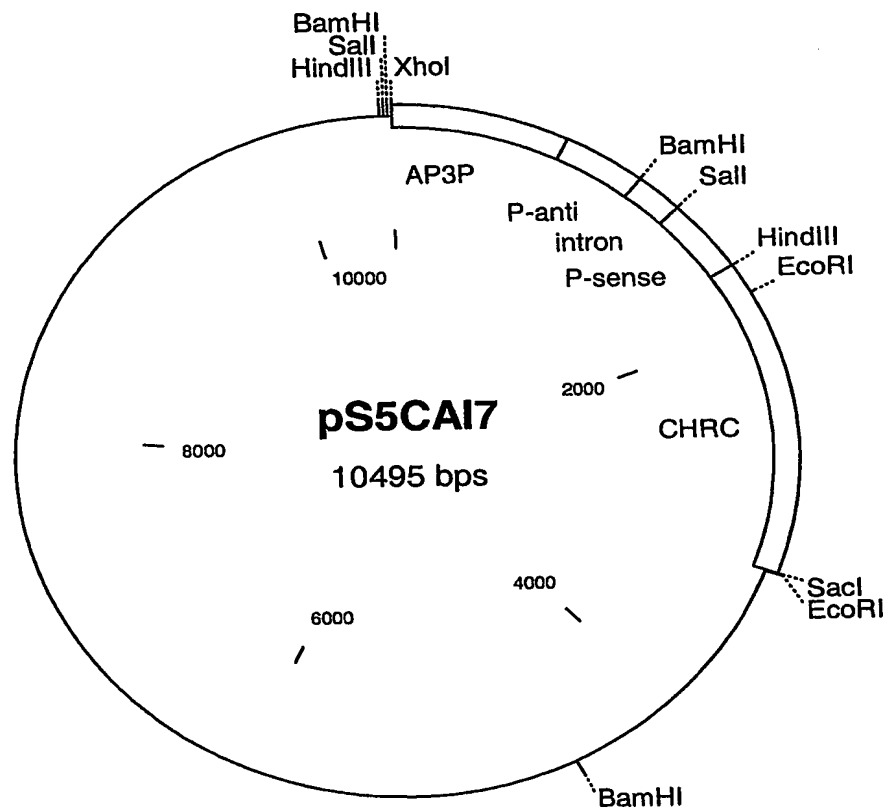 BamHI
SalI
HindIII XhoI
BamHI
AP3P
SalI
P-anti
intron
HindIII
P-sense
EcoRI
10000
2000
pS5CAI7
CHRC
8000
10495 bps
4000
SacI
EcoRI
6000
BamHI